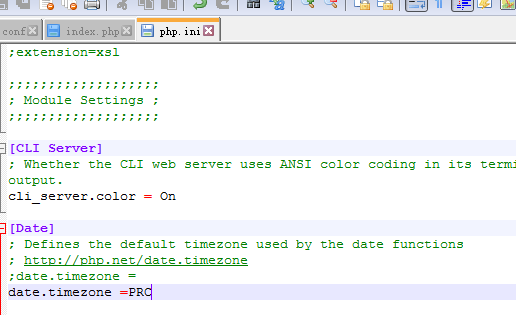 conf index.php php.ini
;extension=xsl
;;;;;;;;;;;;;;;;;;;
; Module Settings ;
;;;;;;;;;;;;;;;;;;;
[CLI Server]
; Whether the CLI web server uses ANSI color coding in its termi
output.
cli_server.color = On
[Date]
; Defines the default timezone used by the date functions
; http://php.net/date.timezone
;date.timezone =
date.timezone =PRC